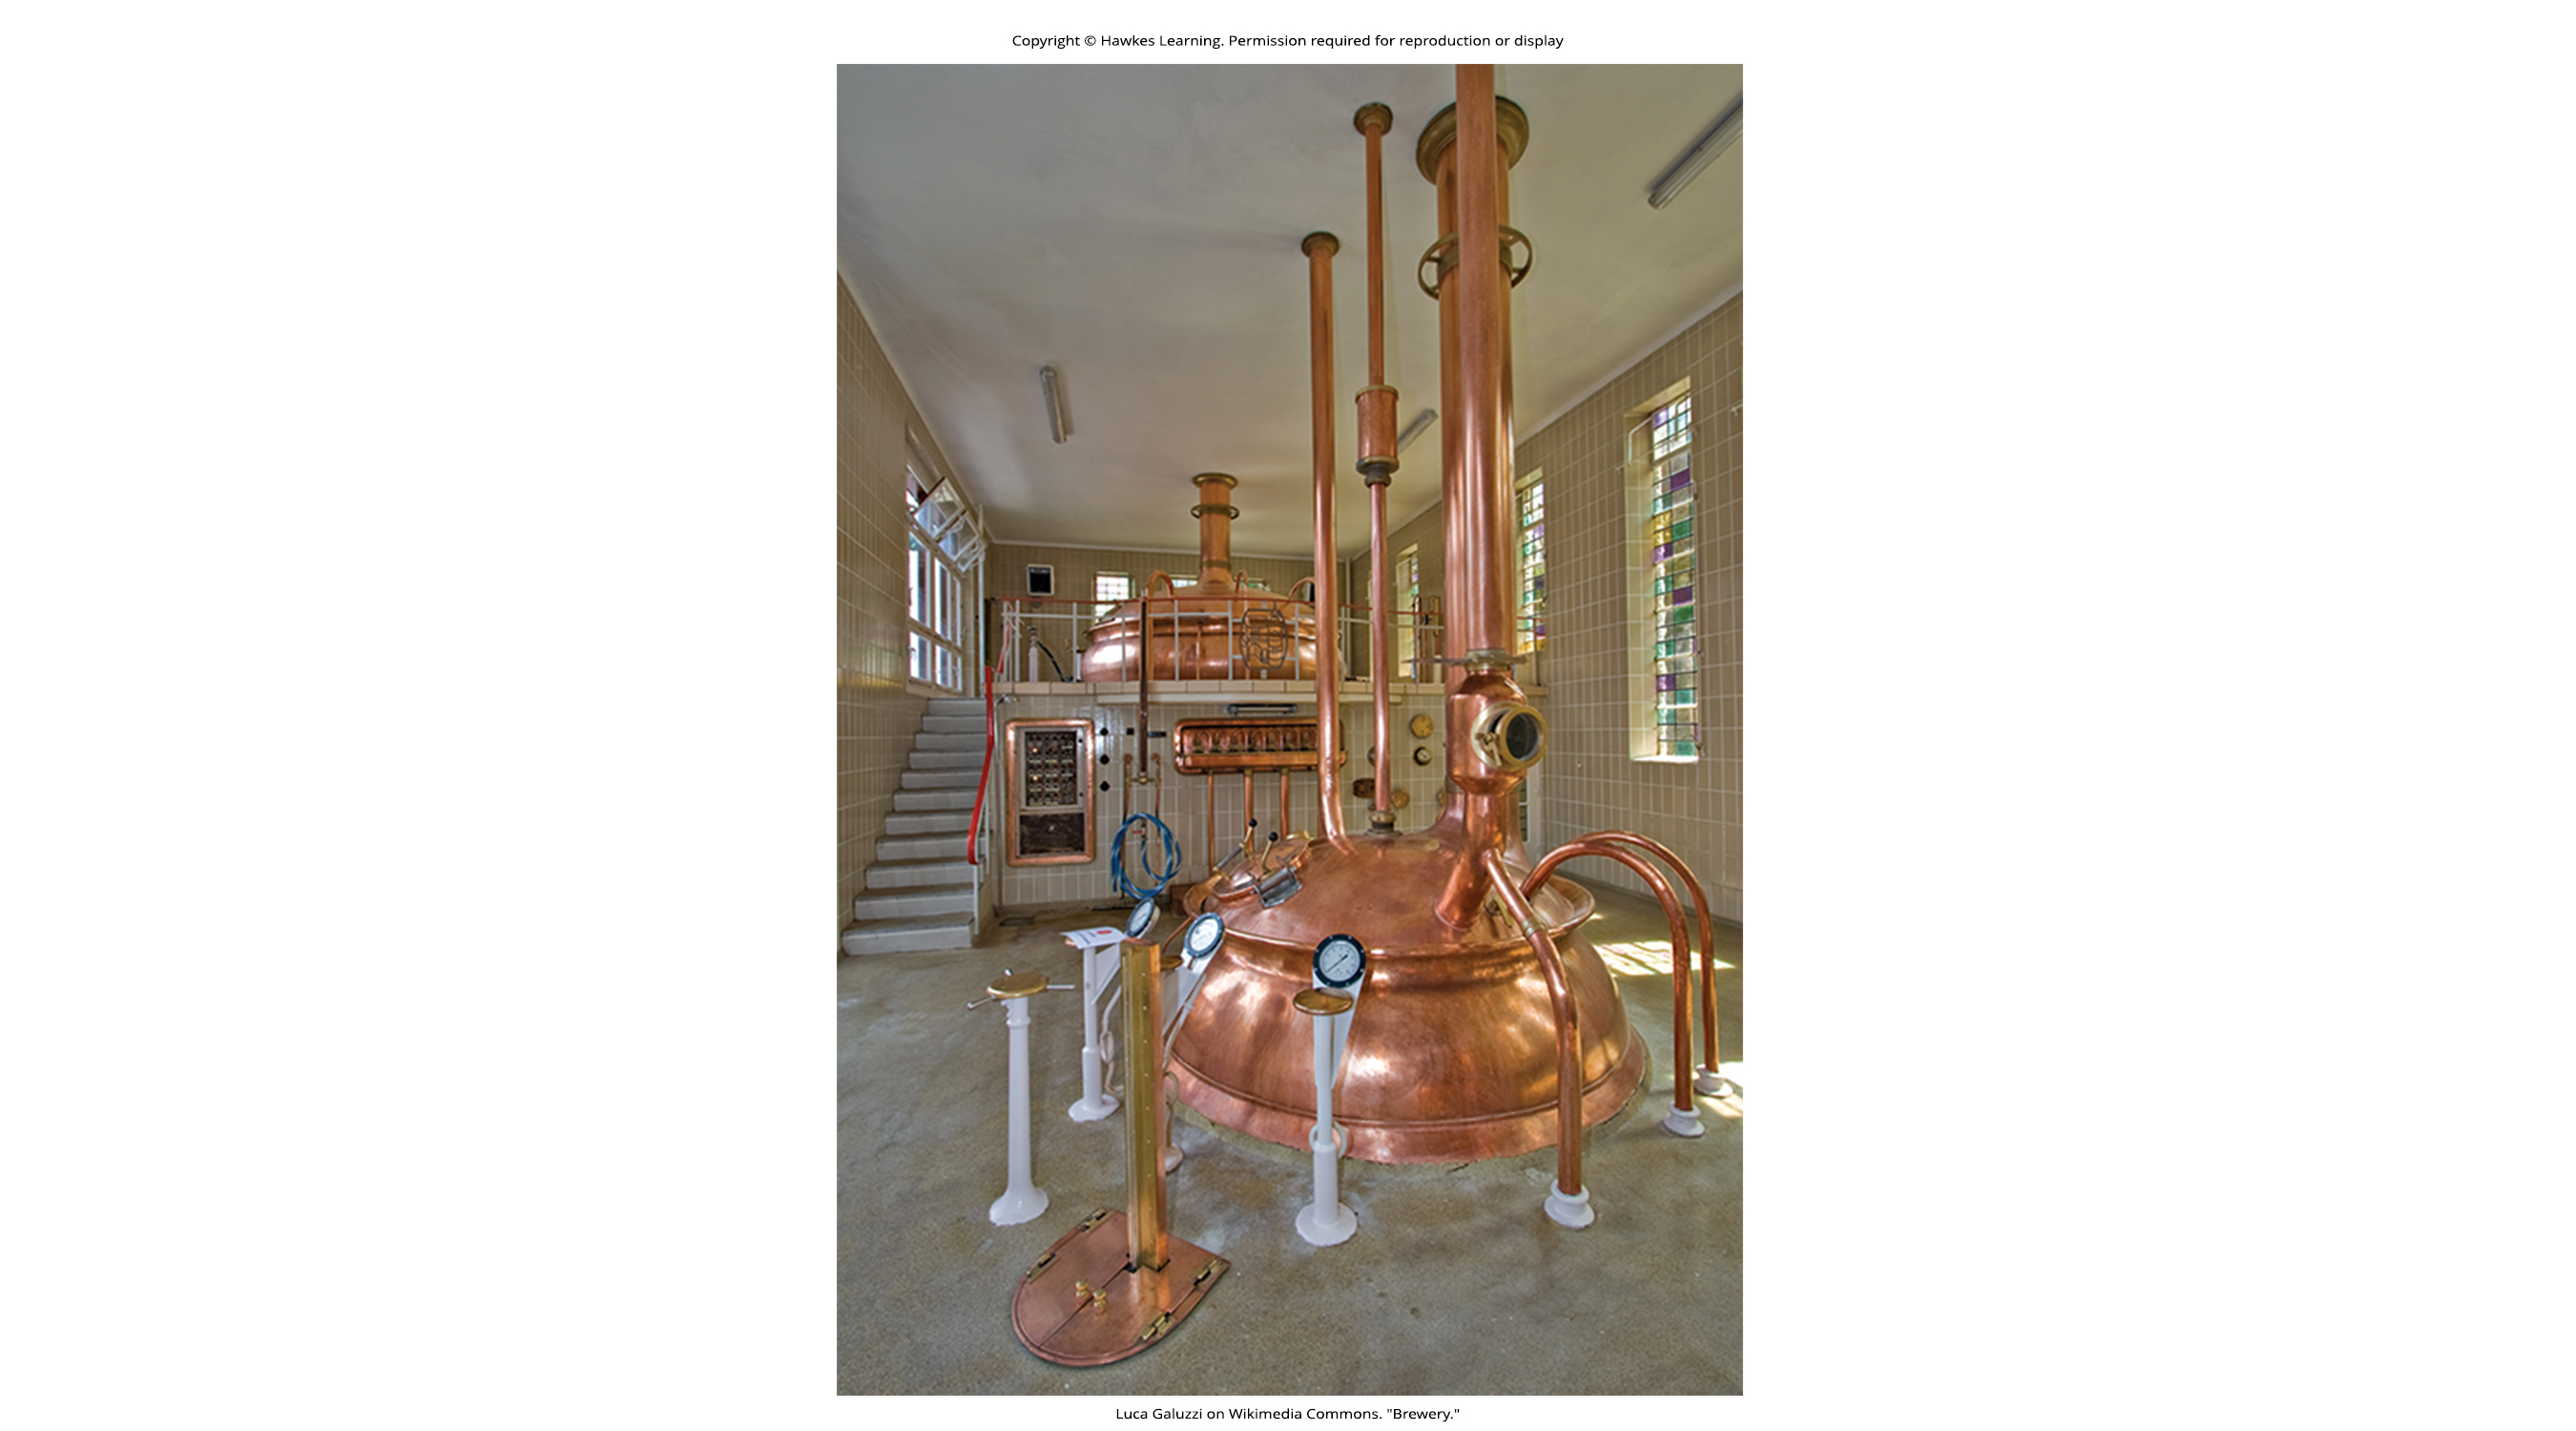 Copyright © Hawkes Learning. Permission required for reproduction or display
Luca Galuzzi on Wikimedia Commons. "Brewery."